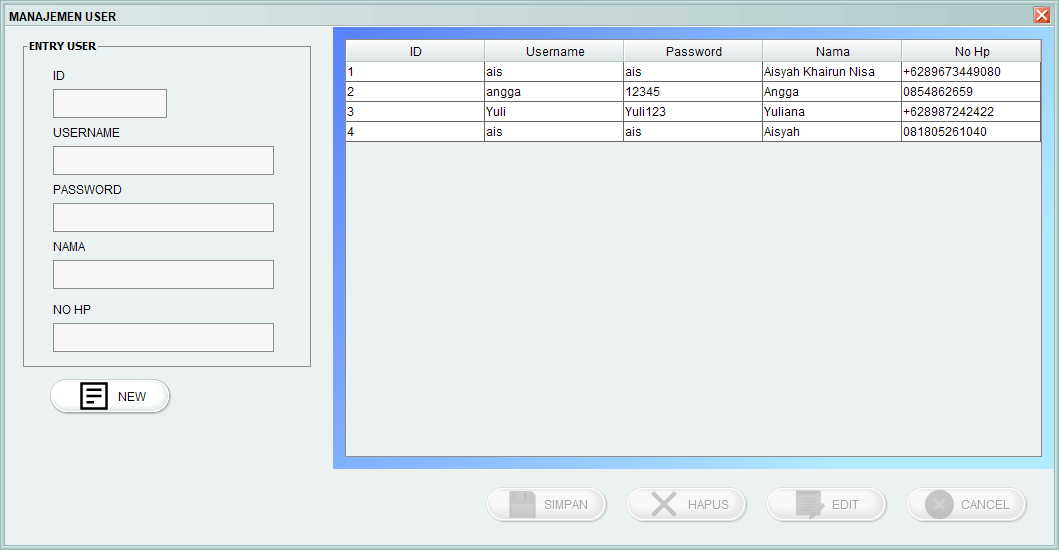 MANAJEMEN USER
ENTRY USER
ID
USERNAME
PASSWORD
NAMA
NO HP
NEW
ID Username Password Nama No Hp
1 ais ais Aisyah Khairun Nisa +6289673449080
2 angga 12345 Angga 0854862659
3 Yuli Yuli123 Yuliana +628987242422
4 ais ais Aisyah 081805261040
SIMPAN HAPUS EDIT CANCEL